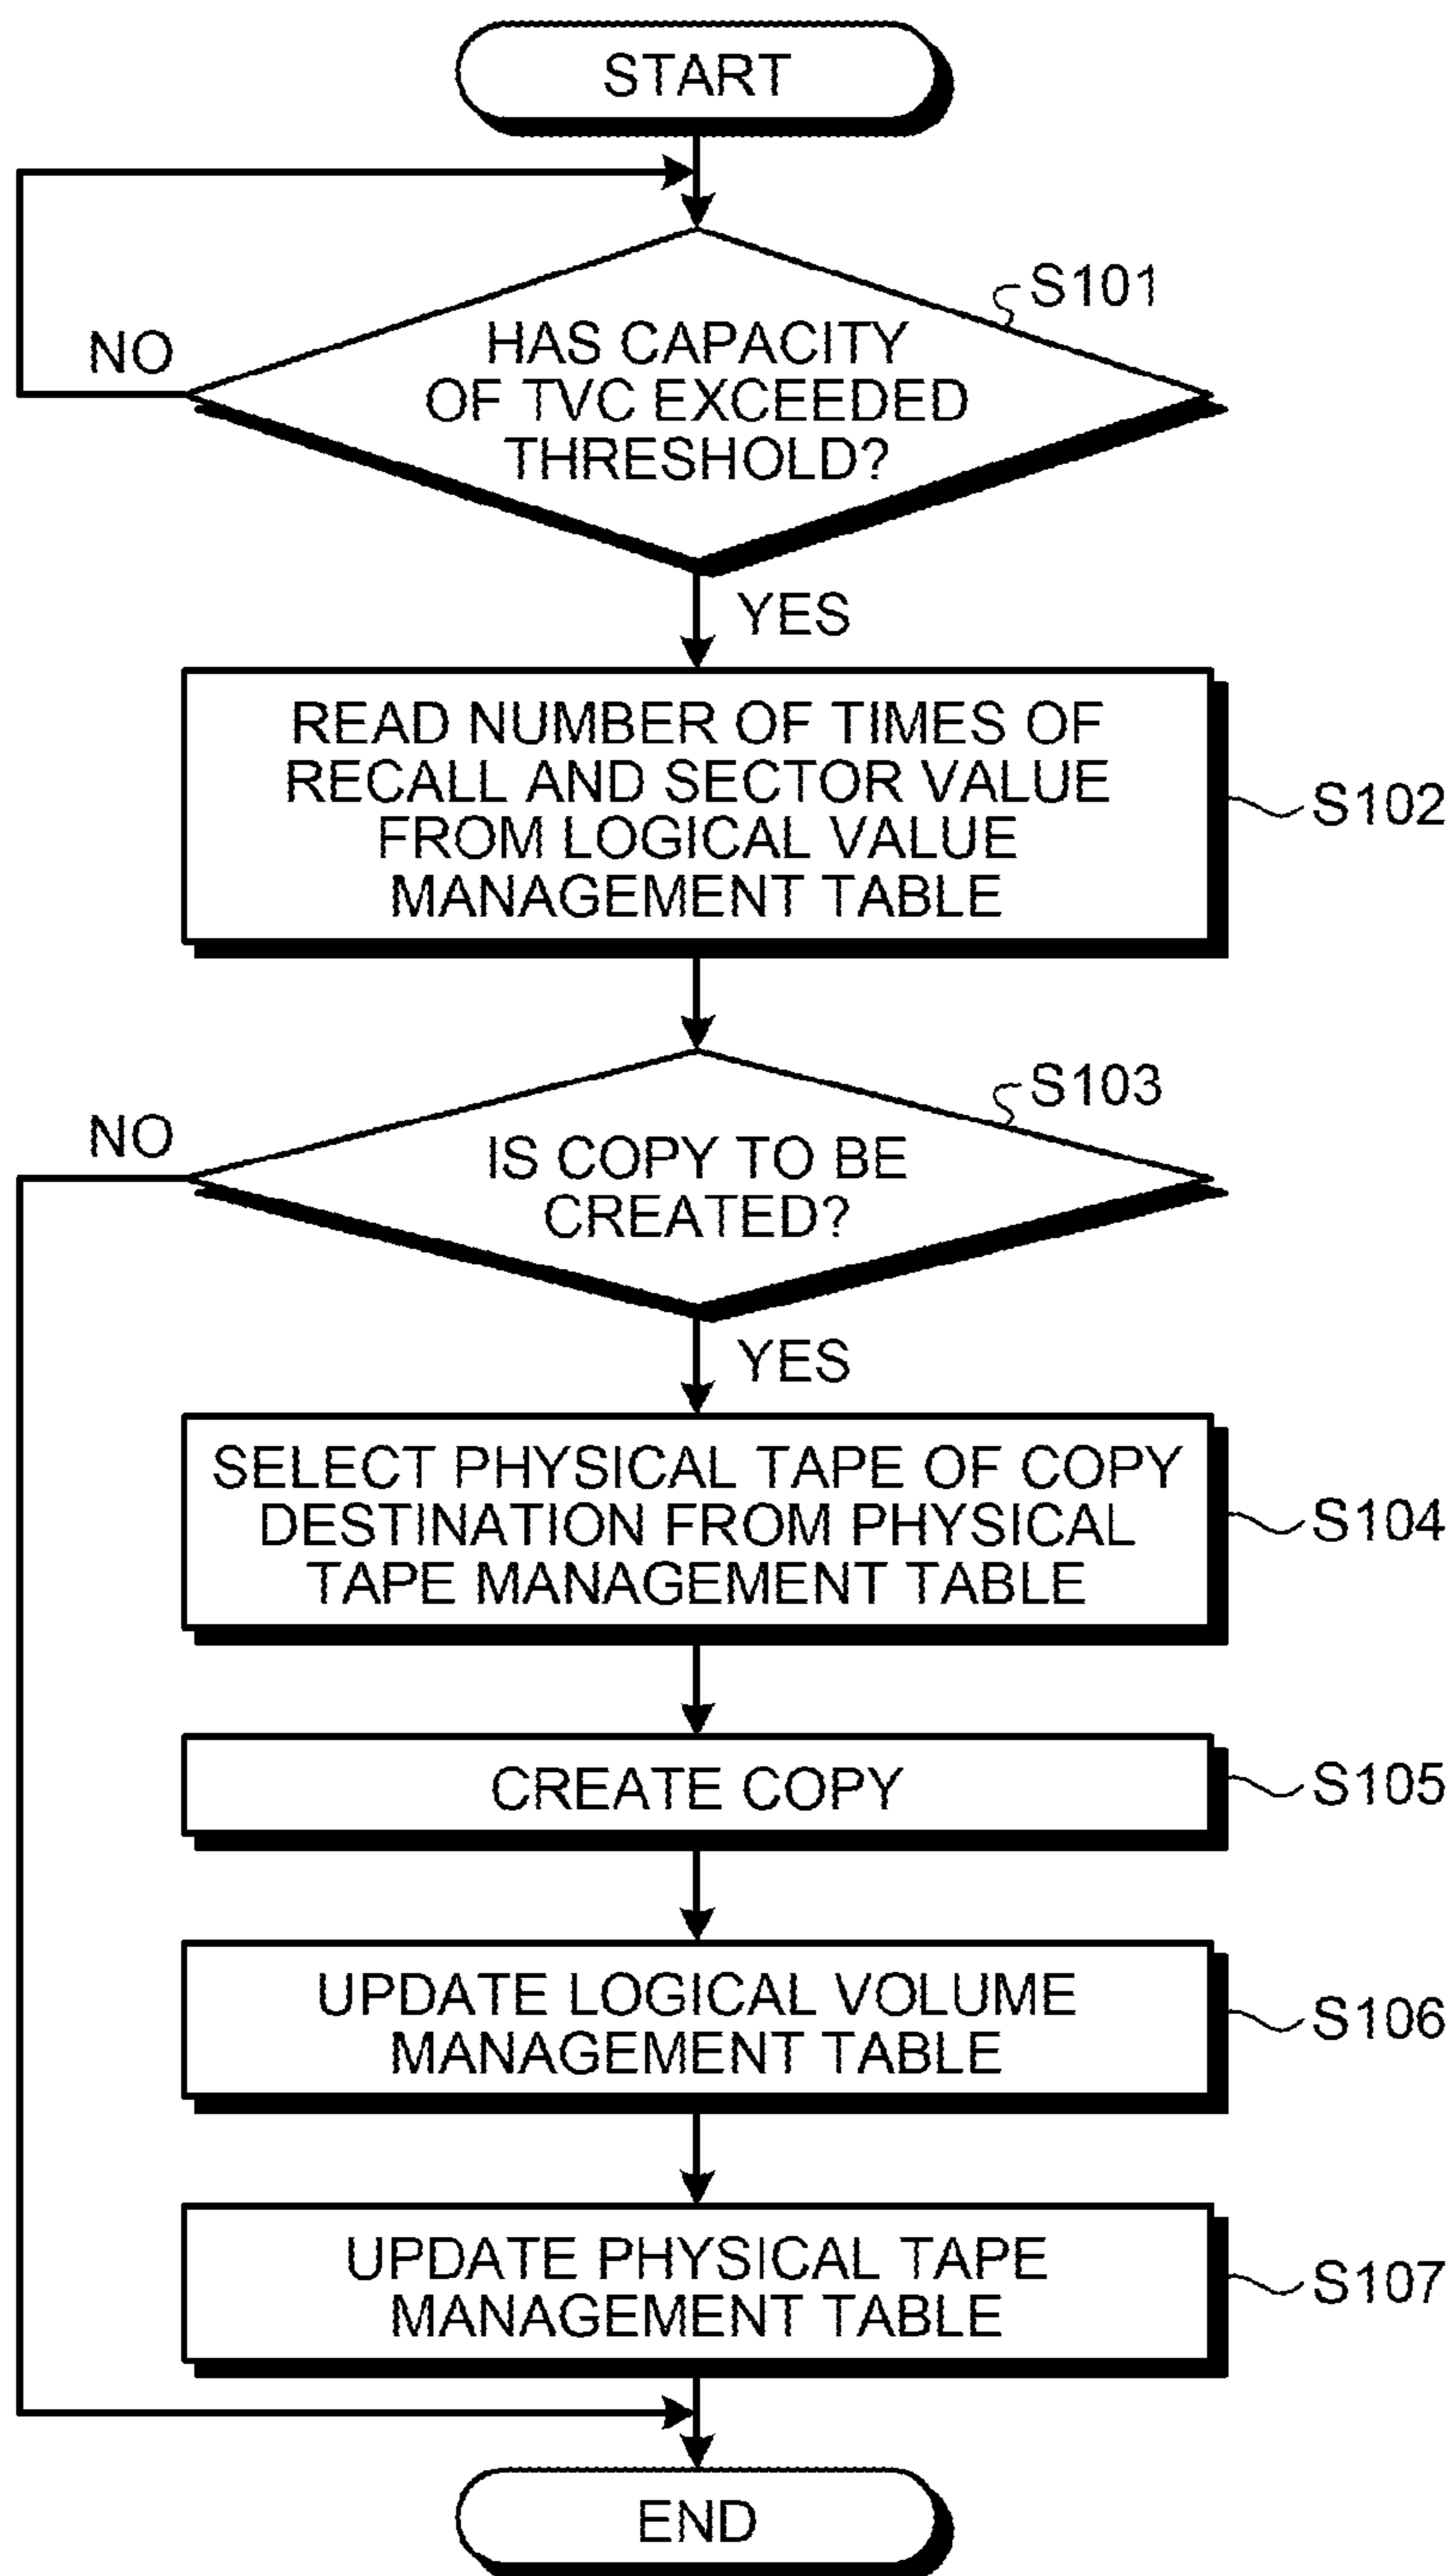 START
S101
NO
HAS CAPACITY
OF TVC EXCEEDED
THRESHOLD?
YES
READ NUMBER OF TIMES OF
RECALL AND SECTOR VALUE
FROM LOGICAL VALUE
MANAGEMENT TABLE
S102
S103
NO
IS COPY TO BE
CREATED?
YES
SELECT PHYSICAL TAPE OF COPY
DESTINATION FROM PHYSICAL
TAPE MANAGEMENT TABLE
S104
CREATE COPY
S105
UPDATE LOGICAL VOLUME
MANAGEMENT TABLE
S106
UPDATE PHYSICAL TAPE
MANAGEMENT TABLE
S107
END